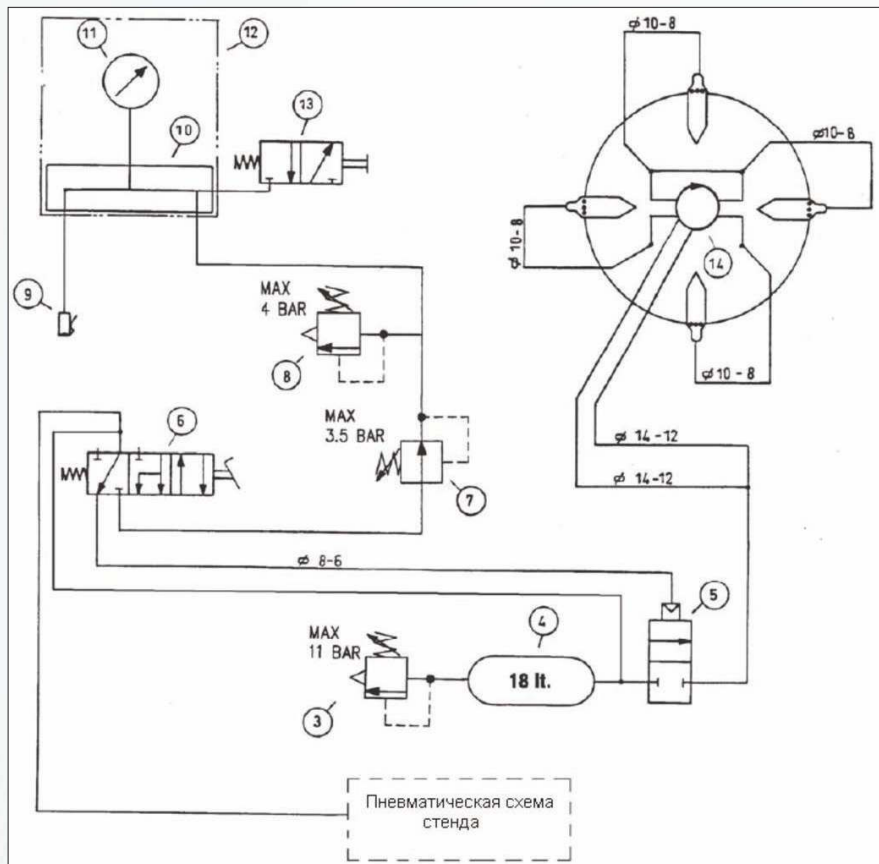 11
12
10
13
9
MAX
4 BAR
8
6
MAX
3.5 BAR
7
ø 8-6
MAX
11 BAR
3
4
18 lt.
5
ø 10-8
ø10-8
ø 10-8
ø 10-8
14
ø 14-12
ø 14-12
Пневматическая схема
стенда